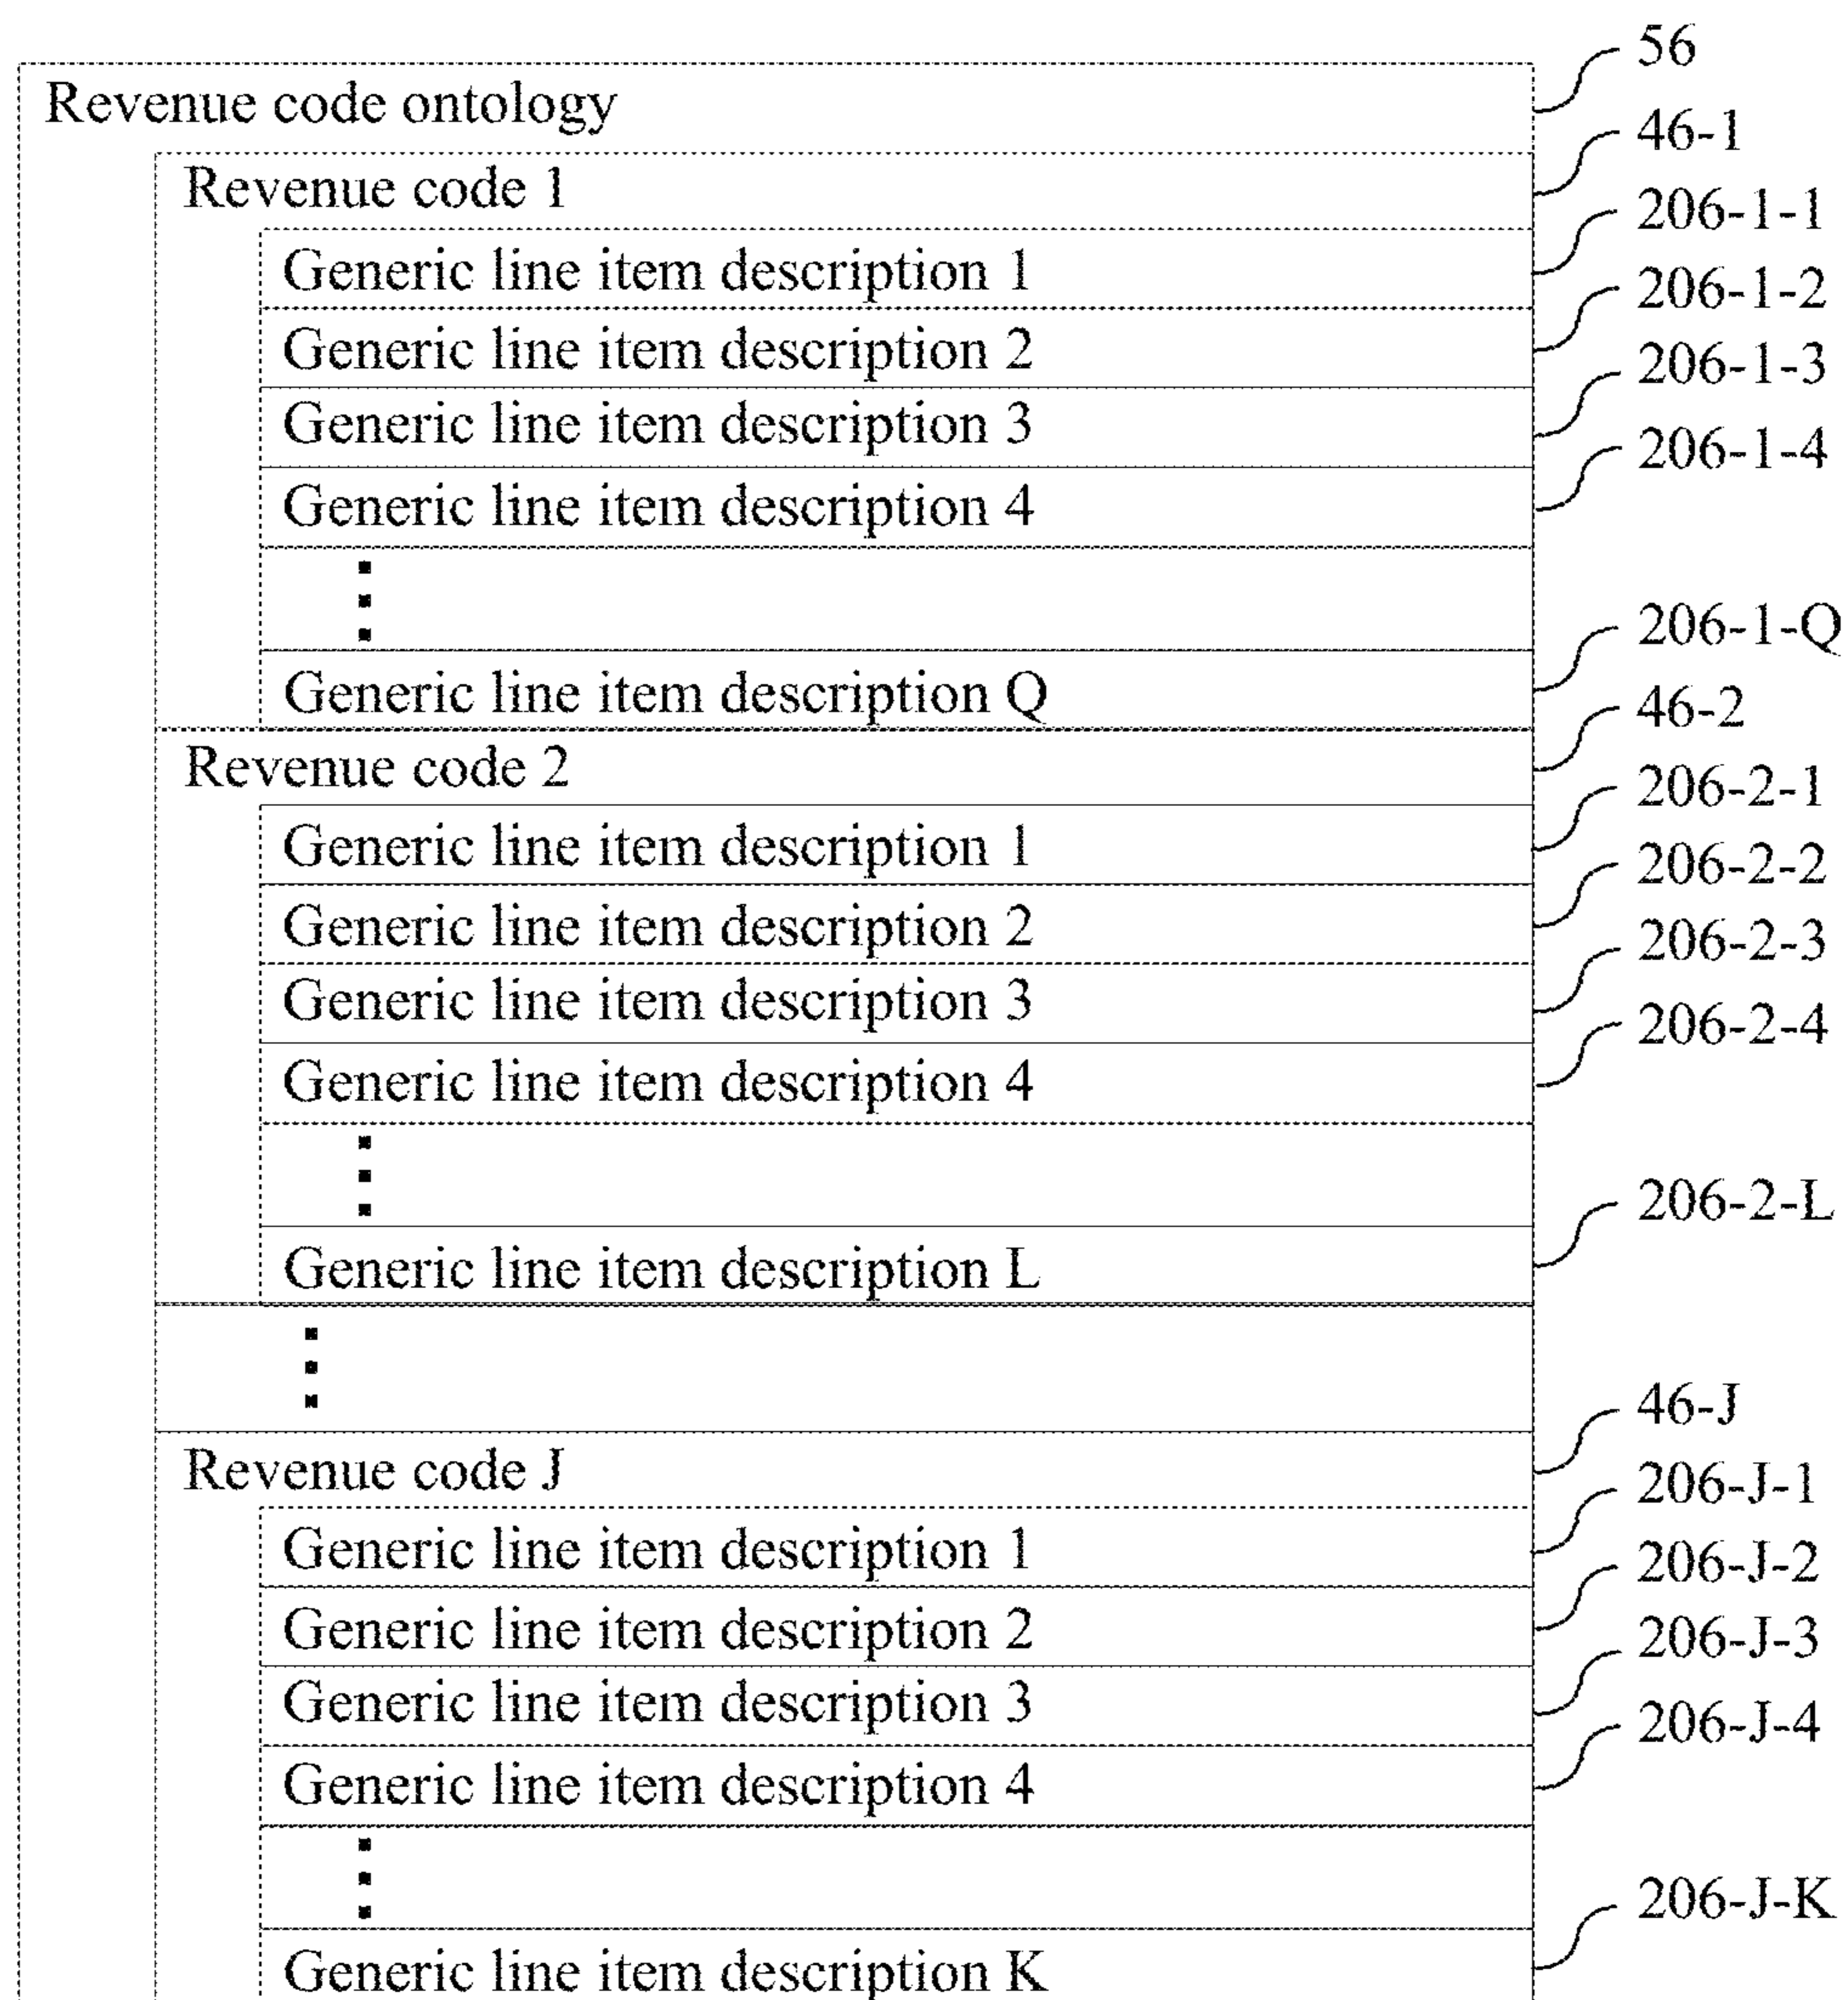 56
Revenue code ontology
46-1
Revenue code 1
206-1-1
Generic line item description 1
206-1-2
Generic line item description 2
206-1-3
Generic line item description 3
206-1-4
Generic line item description 4
206-1-Q
Generic line item description Q
46-2
Revenue code 2
206-2-1
Generic line item description 1
206-2-2
Generic line item description 2
206-2-3
Generic line item description 3
206-2-4
Generic line item description 4
206-2-L
Generic line item description L
46-J
Revenue code J
206-J-1
Generic line item description 1
206-J-2
Generic line item description 2
206-J-3
Generic line item description 3
206-J-4
Generic line item description 4
206-J-K
Generic line item description K